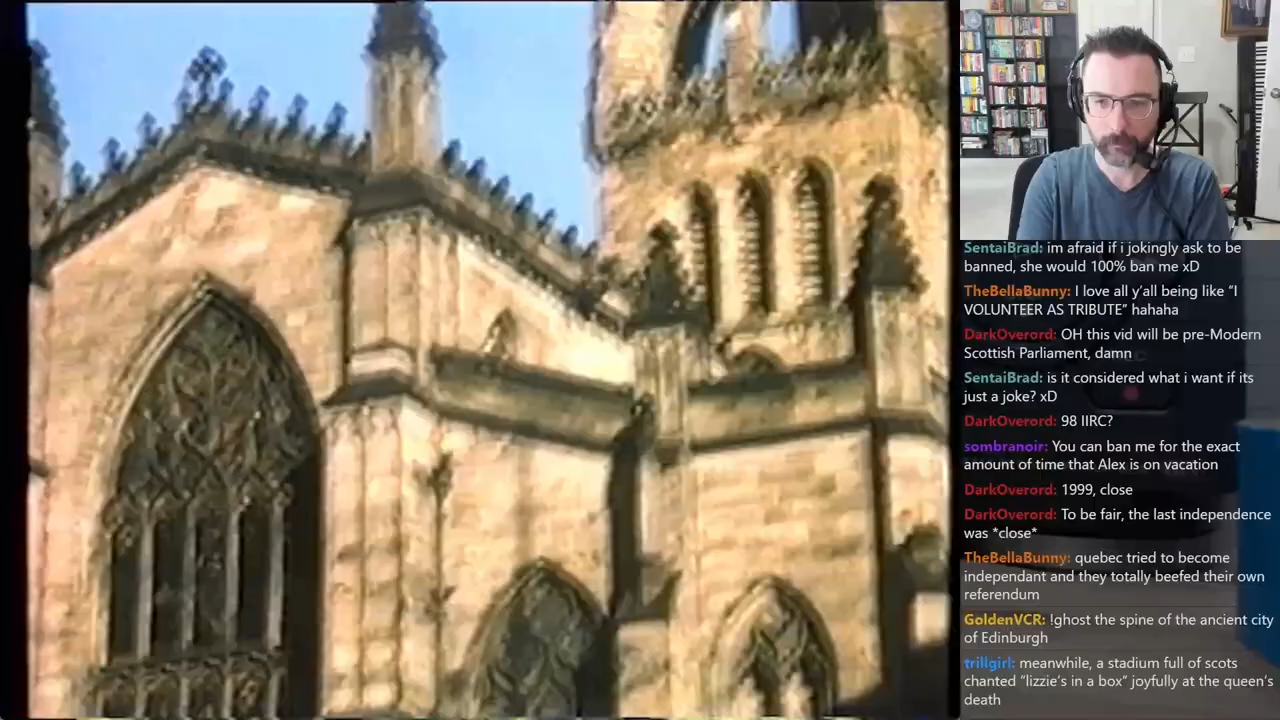 SentaiBrad: im afraid if i jokingly ask to be
banned, she would 100% ban me xD
TheBellaBunny: I love all y'all being like "I
VOLUNTEER AS TRIBUTE" hahaha
DarkOverord: OH this vid will be pre-Modern
Scottish Parliament, damn
SentaiBrad: is it considered what i want if its
just a joke? xD
DarkOverord: 98 IIRC?
sombranoir: You can ban me for the exact
amount of time that Alex is on vacation
DarkOverord: 1999, close
DarkOverord: To be fair, the last independence
was *close*
TheBellaBunny: quebec tried to become
independant and they totally beefed their own
referendum
GoldenVCR: !ghost the spine of the ancient city
of Edinburgh
trillgirl: meanwhile, a stadium full of scots
chanted "lizzie's in a box" joyfully at the queen's
death